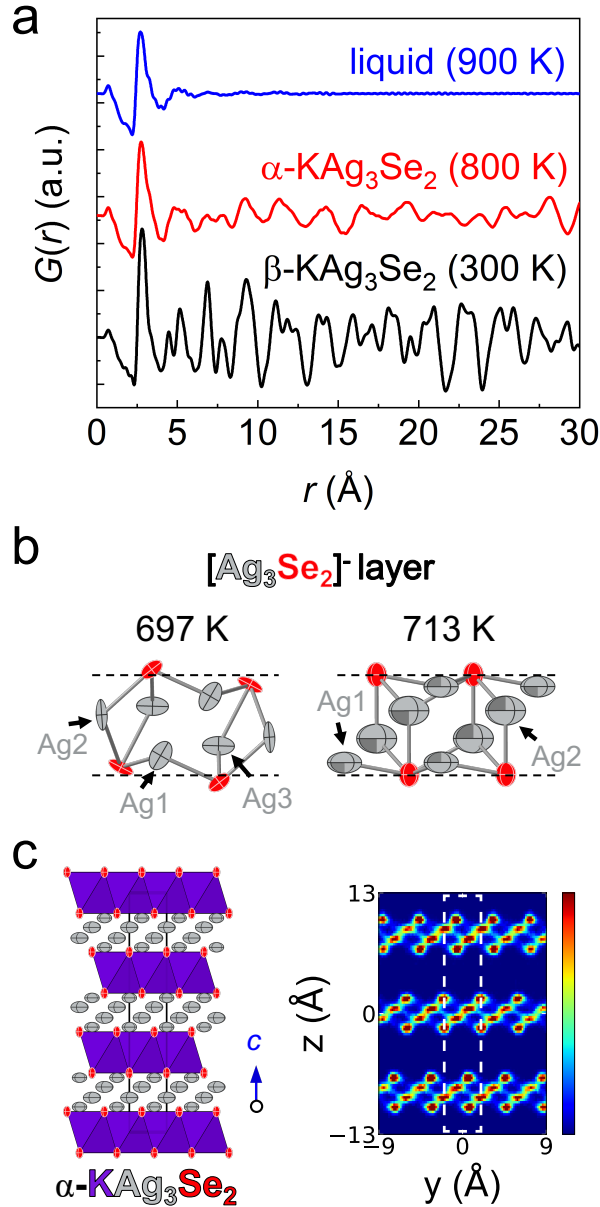 a
liquid (900 K)
α-KAg₃Se₂ (800 K)
β-KAg₃Se₂ (300 K)
G(r) (a.u.)
0 5 10 15 20 25 30
r (Å)
b
[Ag₃Se₂]⁻ layer
697 K 713 K
Ag1
Ag2
Ag2
Ag1 Ag3
c
13
0
−13
z (Å)
c
−9 0 9
y (Å)
α-KAg₃Se₂